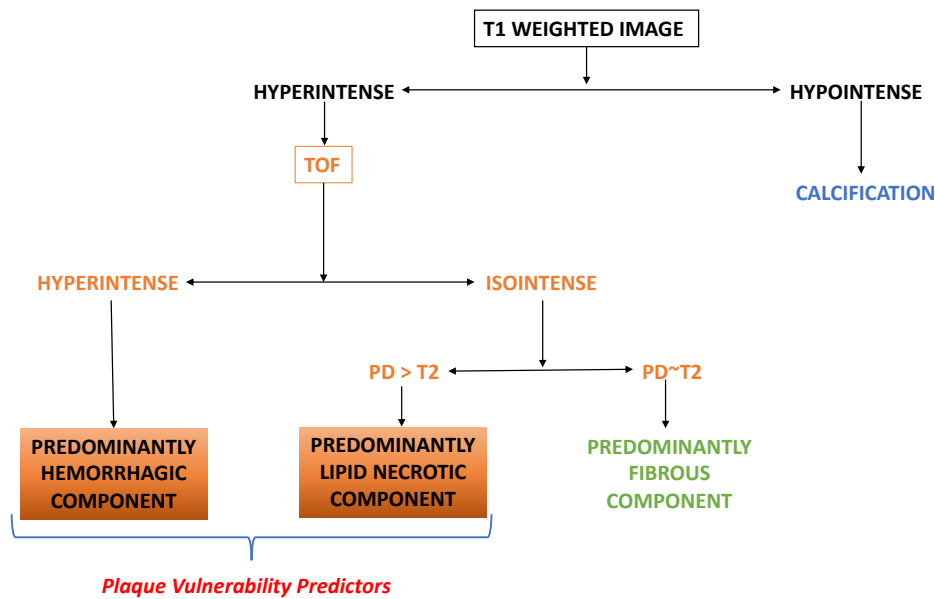 T1 WEIGHTED IMAGE
HYPERINTENSE
HYPOINTENSE
TOF
CALCIFICATION
HYPERINTENSE
ISOINTENSE
PD > T2
PD~T2
PREDOMINANTLY
HEMORRHAGIC
COMPONENT
PREDOMINANTLY
LIPID NECROTIC
COMPONENT
PREDOMINANTLY
FIBROUS
COMPONENT
Plaque Vulnerability Predictors